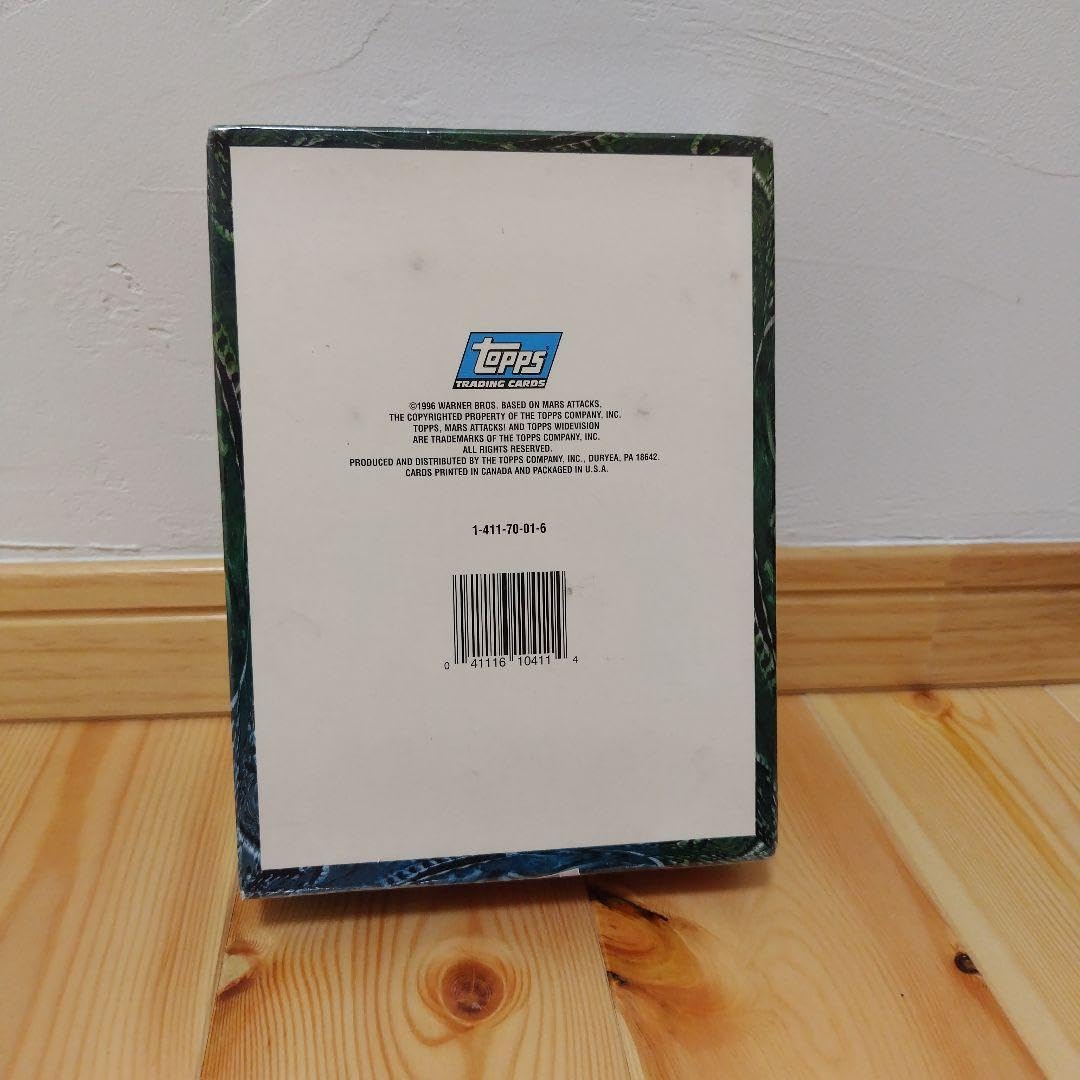 Topps
TRADING CARDS
©1996 WARNER BROS. BASED ON MARS ATTACKS,
THE COPYRIGHTED PROPERTY OF THE TOPPS COMPANY, INC.
TOPPS, MARS ATTACKS! AND TOPPS WIDEVISION
ARE TRADEMARKS OF THE TOPPS COMPANY, INC.
ALL RIGHTS RESERVED.
PRODUCED AND DISTRIBUTED BY THE TOPPS COMPANY, INC., DURYEA, PA 18642.
CARDS PRINTED IN CANADA AND PACKAGED IN U.S.A.
1-411-70-01-6
0 41116 10411 4